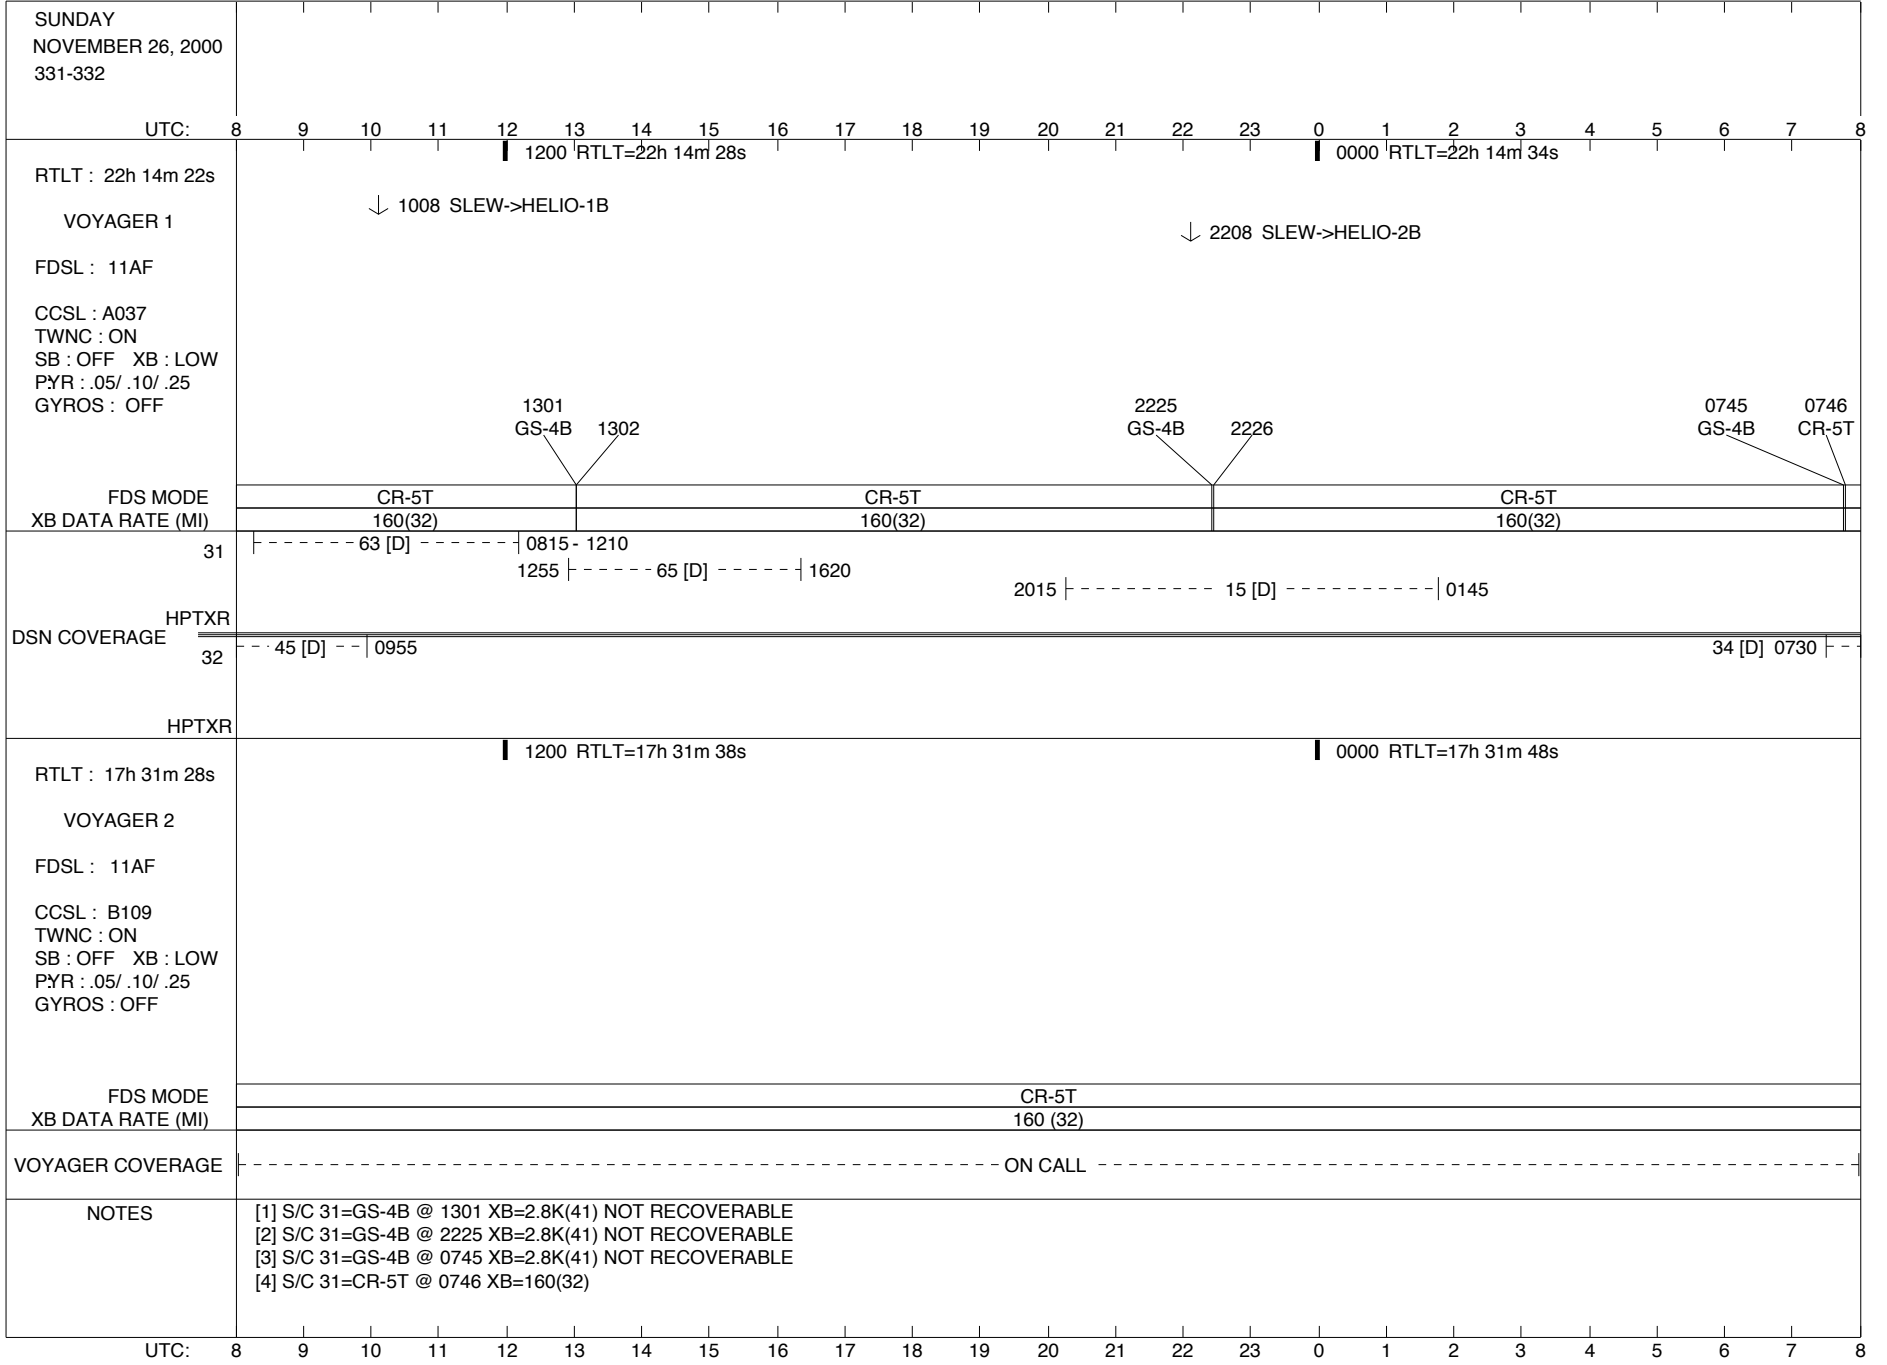 SUNDAY
NOVEMBER 26, 2000
331-332
UTC: 8 9 10 11 12 13 14 15 16 17 18 19 20 21 22 23 0 1 2 3 4 5 6 7 8
1200 RTLT=22h 14m 28s 0000 RTLT=22h 14m 34s
RTLT : 22h 14m 22s
1008 SLEW->HELIO-1B
VOYAGER 1
2208 SLEW->HELIO-2B
FDSL : 11AF
CCSL : A037
TWNC : ON
SB : OFF XB : LOW
P:YR : .05/ .10/ .25
GYROS : OFF
1301 2225 0745 0746
GS-4B 1302 GS-4B 2226 GS-4B CR-5T
FDS MODE CR-5T CR-5T CR-5T
XB DATA RATE (MI) 160(32) 160(32) 160(32)
31 63 [D] 0815 - 1210
1255 65 [D] 1620
2015 15 [D] 0145
HPTXR
DSN COVERAGE
32 45 [D] 0955 34 [D] 0730
HPTXR
1200 RTLT=17h 31m 38s 0000 RTLT=17h 31m 48s
RTLT : 17h 31m 28s
VOYAGER 2
FDSL : 11AF
CCSL : B109
TWNC : ON
SB : OFF XB : LOW
P:YR : .05/ .10/ .25
GYROS : OFF
FDS MODE CR-5T
XB DATA RATE (MI) 160 (32)
VOYAGER COVERAGE ON CALL
NOTES
[1] S/C 31=GS-4B @ 1301 XB=2.8K(41) NOT RECOVERABLE
[2] S/C 31=GS-4B @ 2225 XB=2.8K(41) NOT RECOVERABLE
[3] S/C 31=GS-4B @ 0745 XB=2.8K(41) NOT RECOVERABLE
[4] S/C 31=CR-5T @ 0746 XB=160(32)
UTC: 8 9 10 11 12 13 14 15 16 17 18 19 20 21 22 23 0 1 2 3 4 5 6 7 8